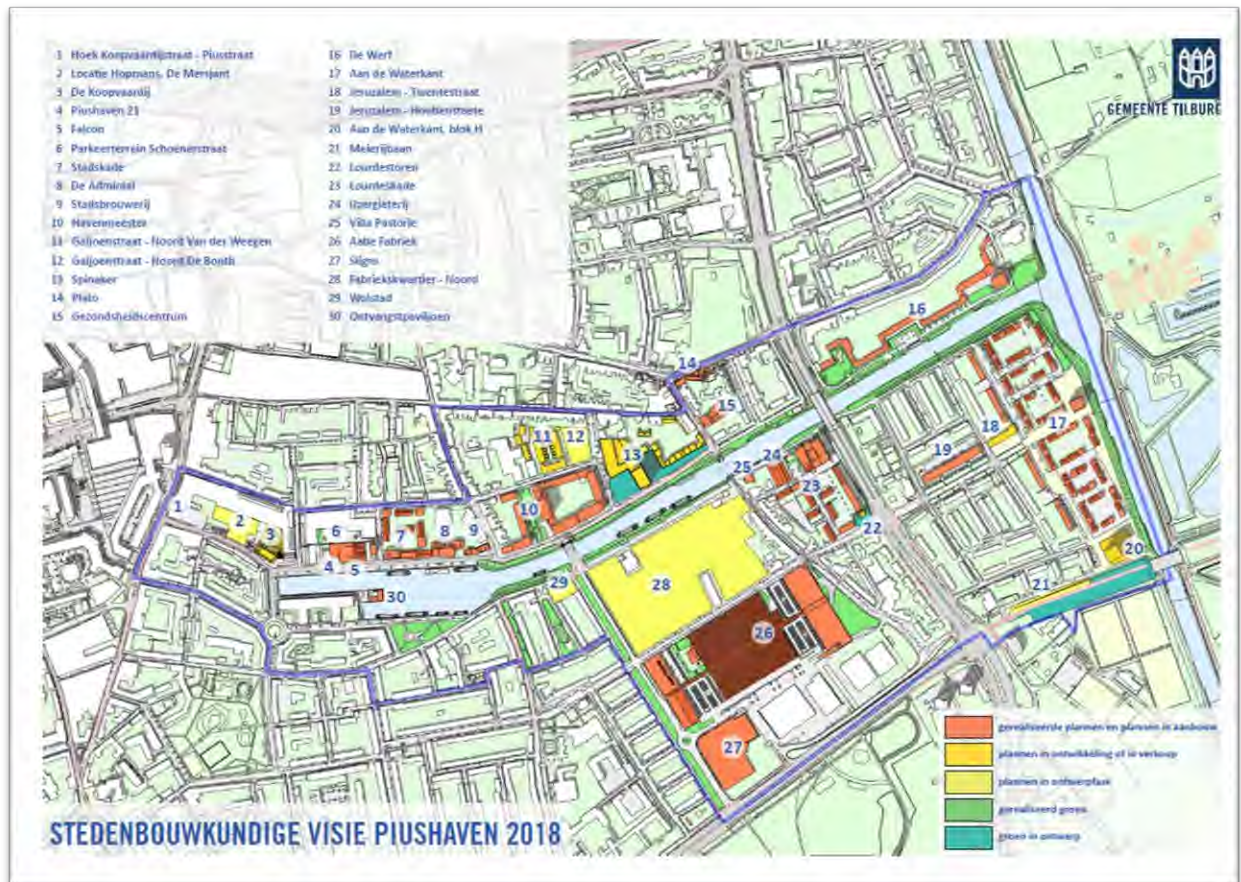 1 Hoek Koopvaardijstraat - Piusstraat
2 Locatie Hopmans, De Mersjant
3 De Koopvaardij
4 Piushaven 21
5 Falcon
6 Parkeerterrein Schoenerstraat
7 Stadskade
8 De Admiraal
9 Stadsbrouwerij
10 Havenmeester
11 Galjoenstraat - Noord Van der Weegen
12 Galjoenstraat - Noord De Bonth
13 Spinaker
14 Plato
15 Gezondsheidscentrum
16 De Werf
17 Aan de Waterkant
18 Jeruzalem - Twentestraat
19 Jeruzalem - Houtienstraete
20 Aan de Waterkant, blok H
21 Meierijbaan
22 Lourdestoren
23 Lourdeskade
24 IJzergieterij
25 Villa Pastorie
26 Aabe Fabriek
27 Sligro
28 Fabriekskwartier - Noord
29 Wolstad
30 Ontvangstpaviljoen
GEMEENTE TILBURG
16
14
15
17
18
19
11
12
13
24
25
23
10
1
2
3
6
7
8
9
4
5
22
20
21
30
29
28
26
27
gerealiseerde plannen en plannen in aanbouw
plannen in ontwikkeling of in verkoop
plannen in ontwerpfase
gerealiseerd groen
groen in ontwerp
STEDENBOUWKUNDIGE VISIE PIUSHAVEN 2018